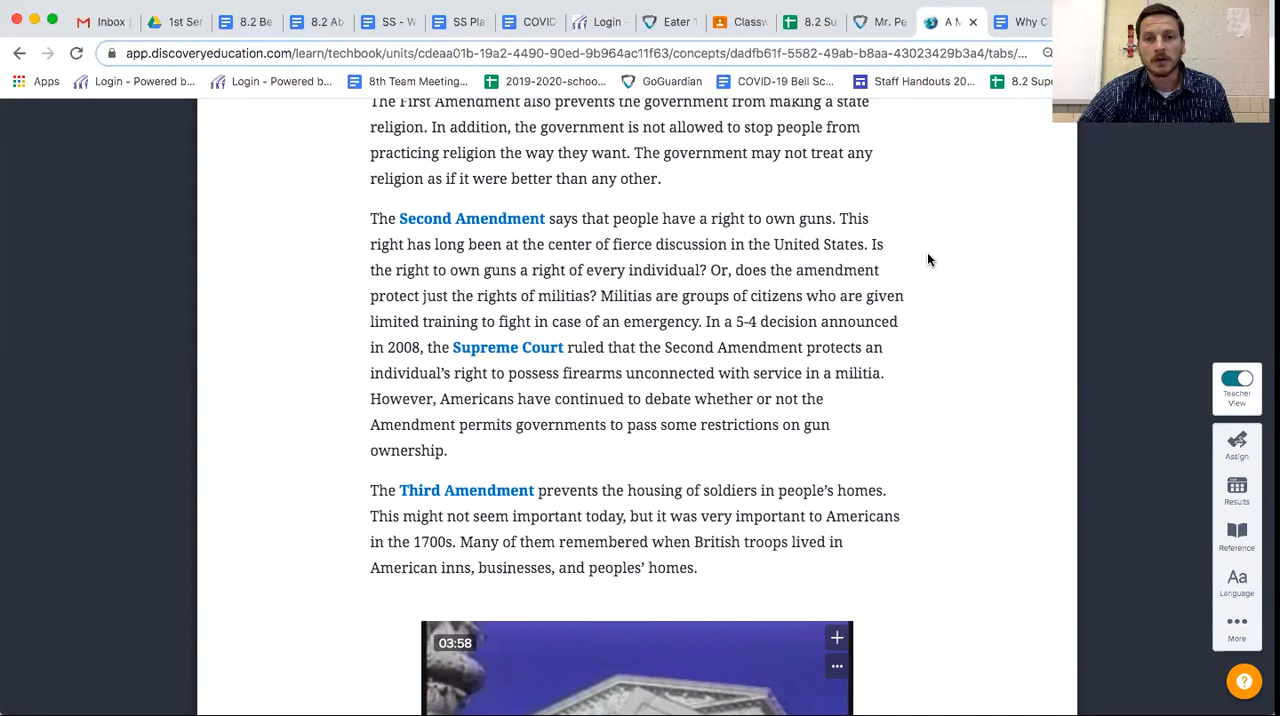 Inbox (
1st Ser
8.2 Be
8.2 Ab
SS - W
SS Pla
COVID
Login -
Eater
Classw
8.2 Su
Mr. Pe
A M
Why C
app.discoveryeducation.com/learn/techbook/units/cdeaa01b-19a2-4490-90ed-9b964ac11f63/concepts/dadfb61f-5582-49ab-b8aa-43023429b3a4/tabs/...
Apps
Login - Powered b...
Login - Powered b...
8th Team Meeting...
2019-2020-schoo...
GoGuardian
COVID-19 Bell Sc...
Staff Handouts 20...
8.2 Sup
The First Amendment also prevents the government from making a state
religion. In addition, the government is not allowed to stop people from
practicing religion the way they want. The government may not treat any
religion as if it were better than any other.
The Second Amendment says that people have a right to own guns. This
right has long been at the center of fierce discussion in the United States. Is
the right to own guns a right of every individual? Or, does the amendment
protect just the rights of militias? Militias are groups of citizens who are given
limited training to fight in case of an emergency. In a 5-4 decision announced
in 2008, the Supreme Court ruled that the Second Amendment protects an
individual's right to possess firearms unconnected with service in a militia.
However, Americans have continued to debate whether or not the
Amendment permits governments to pass some restrictions on gun
ownership.
The Third Amendment prevents the housing of soldiers in people's homes.
This might not seem important today, but it was very important to Americans
in the 1700s. Many of them remembered when British troops lived in
American inns, businesses, and peoples' homes.
03:58
Teacher
View
Assign
Results
Reference
Aa
Language
More